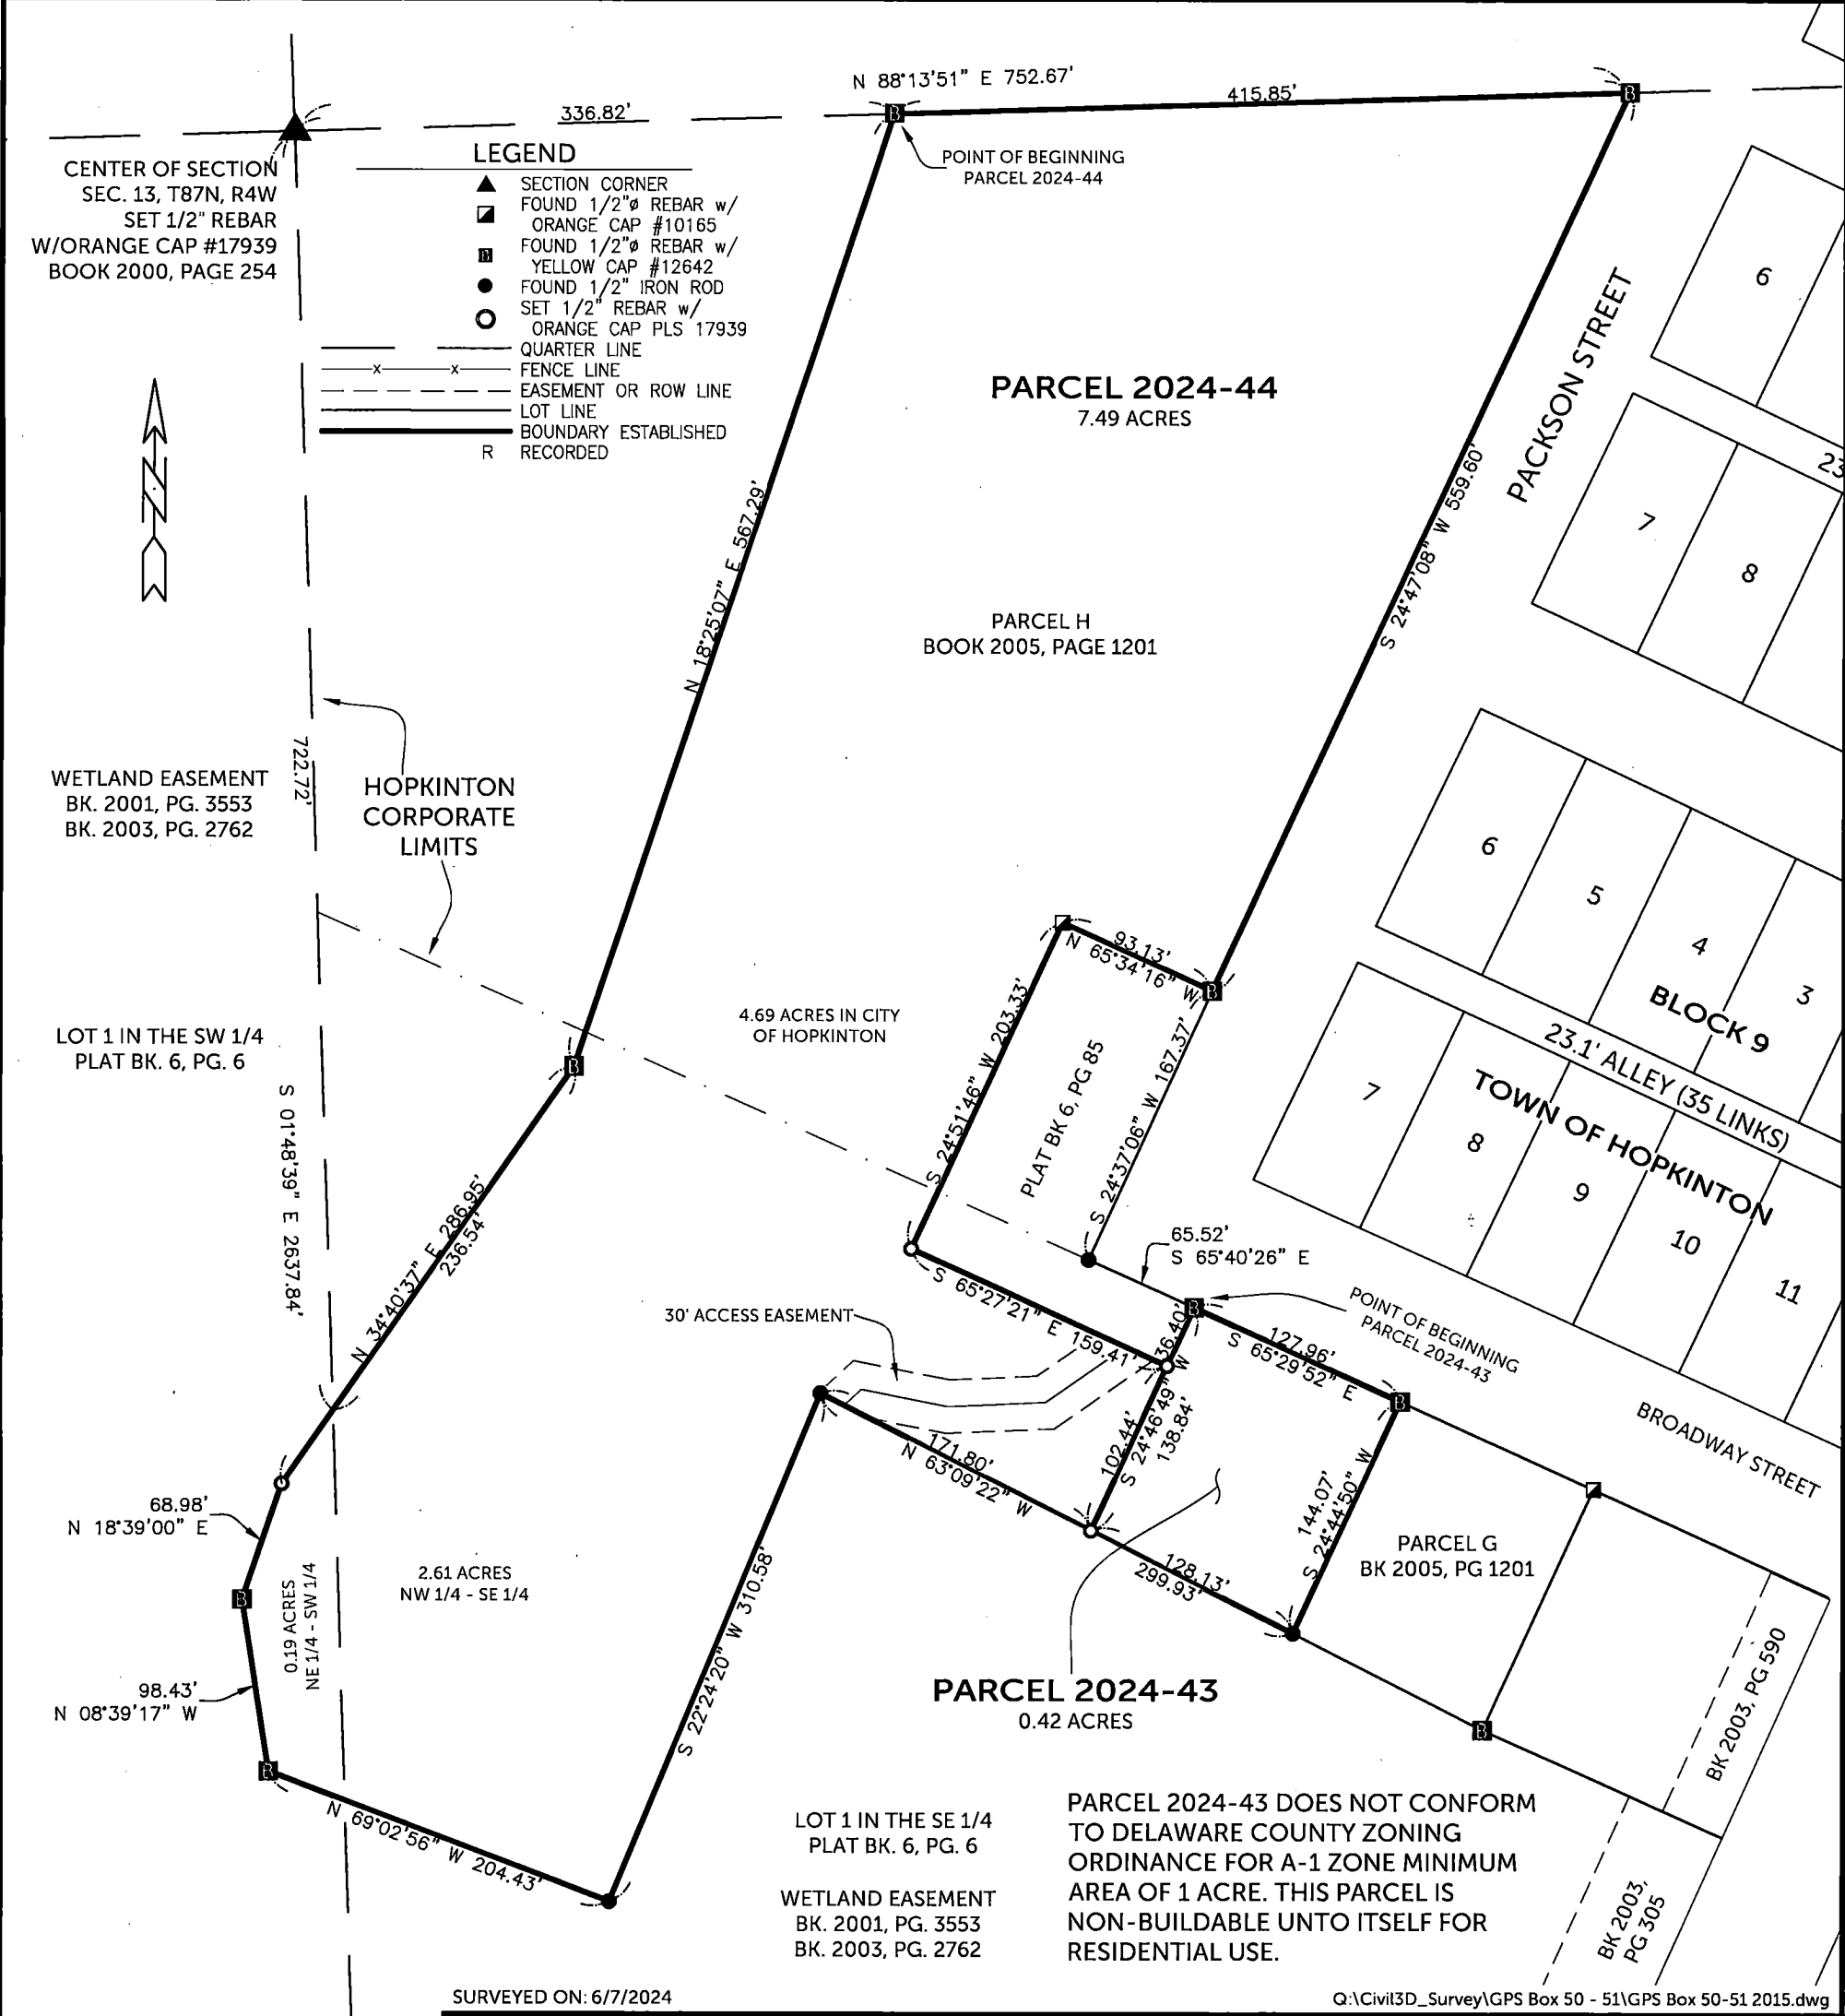 N 88°13'51" E 752.67'
336.82'
415.85'
CENTER OF SECTION
SEC. 13, T87N, R4W
SET 1/2" REBAR
W/ORANGE CAP #17939
BOOK 2000, PAGE 254
LEGEND
SECTION CORNER
FOUND 1/2"ø REBAR w/
ORANGE CAP #10165
B FOUND 1/2"ø REBAR w/
YELLOW CAP #12642
FOUND 1/2" IRON ROD
SET 1/2" REBAR w/
ORANGE CAP PLS 17939
QUARTER LINE
x x FENCE LINE
EASEMENT OR ROW LINE
LOT LINE
BOUNDARY ESTABLISHED
R RECORDED
B
B
POINT OF BEGINNING
PARCEL 2024-44
N
PARCEL 2024-44
7.49 ACRES
PACKSON STREET
6
7
8
23
N 18°25'07" E 567.29'
S 24°47'08" W 559.60'
PARCEL H
BOOK 2005, PAGE 1201
722.72'
WETLAND EASEMENT
BK. 2001, PG. 3553
BK. 2003, PG. 2762
HOPKINTON
CORPORATE
LIMITS
6
5
4
3
BLOCK 9
23.1' ALLEY (35 LINKS)
TOWN OF HOPKINTON
7
8
9
10
11
93.13'
N 65°34'16" W
B
4.69 ACRES IN CITY
OF HOPKINTON
S 24°51'46" W 203.33'
PLAT BK 6, PG 85
S 24°37'06" W 167.37'
LOT 1 IN THE SW 1/4
PLAT BK. 6, PG. 6
B
S 01°48'39" E 2637.84'
N 34°40'37" E 286.95'
236.54'
65.52'
S 65°40'26" E
S 65°27'21" E 159.41'
30' ACCESS EASEMENT
36.40'
B
POINT OF BEGINNING
PARCEL 2024-43
127.96'
S 65°29'52" E
B
BROADWAY STREET
102.44'
S 24°46'49" W
138.84'
171.80'
N 63°09'22" W
144.07'
S 24°44'50" W
128.13'
299.93'
PARCEL G
BK 2005, PG 1201
68.98'
N 18°39'00" E
B
0.19 ACRES
NE 1/4 - SW 1/4
2.61 ACRES
NW 1/4 - SE 1/4
S 22°24'20" W 310.58'
98.43'
N 08°39'17" W
B
N 69°02'56" W 204.43'
PARCEL 2024-43
0.42 ACRES
B
BK 2003, PG 590
BK 2003,
PG 305
LOT 1 IN THE SE 1/4
PLAT BK. 6, PG. 6
WETLAND EASEMENT
BK. 2001, PG. 3553
BK. 2003, PG. 2762
PARCEL 2024-43 DOES NOT CONFORM
TO DELAWARE COUNTY ZONING
ORDINANCE FOR A-1 ZONE MINIMUM
AREA OF 1 ACRE. THIS PARCEL IS
NON-BUILDABLE UNTO ITSELF FOR
RESIDENTIAL USE.
SURVEYED ON: 6/7/2024
Q:\Civil3D_Survey\GPS Box 50 - 51\GPS Box 50-51 2015.dwg